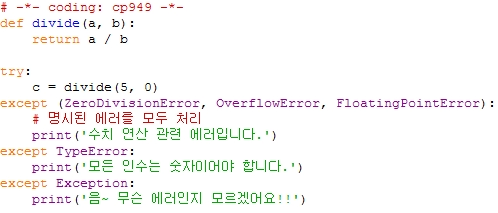 # -*- coding: cp949 -*-
def divide(a, b):
    return a / b

try:
    c = divide(5, 0)
except (ZeroDivisionError, OverflowError, FloatingPointError):
    # 명시된 에러를 모두 처리
    print('수치 연산 관련 에러입니다.')
except TypeError:
    print('모든 인수는 숫자이어야 합니다.')
except Exception:
    print('음~ 무슨 에러인지 모르겠어요!!')